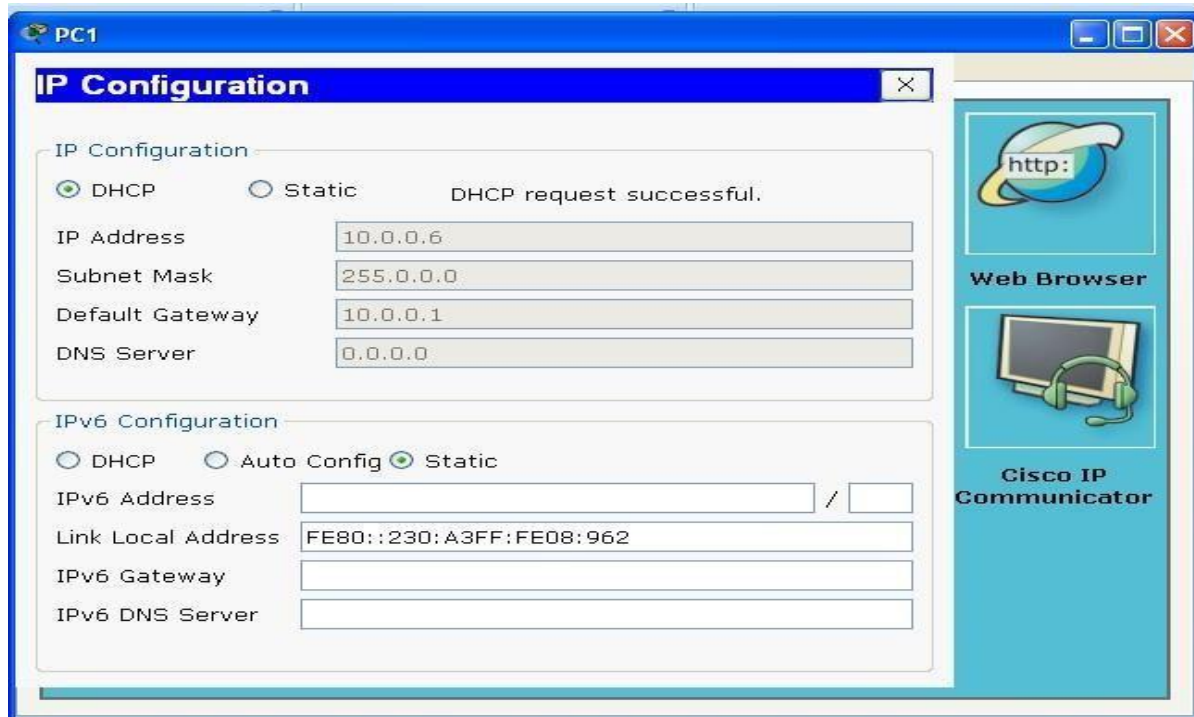 PC1
IP Configuration
X
IP Configuration
DHCP Static DHCP request successful.
IP Address 10.0.0.6
Subnet Mask 255.0.0.0
Default Gateway 10.0.0.1
DNS Server 0.0.0.0
IPv6 Configuration
DHCP Auto Config Static
IPv6 Address /
Link Local Address FE80::230:A3FF:FE08:962
IPv6 Gateway
IPv6 DNS Server
http:
Web Browser
Cisco IP
Communicator